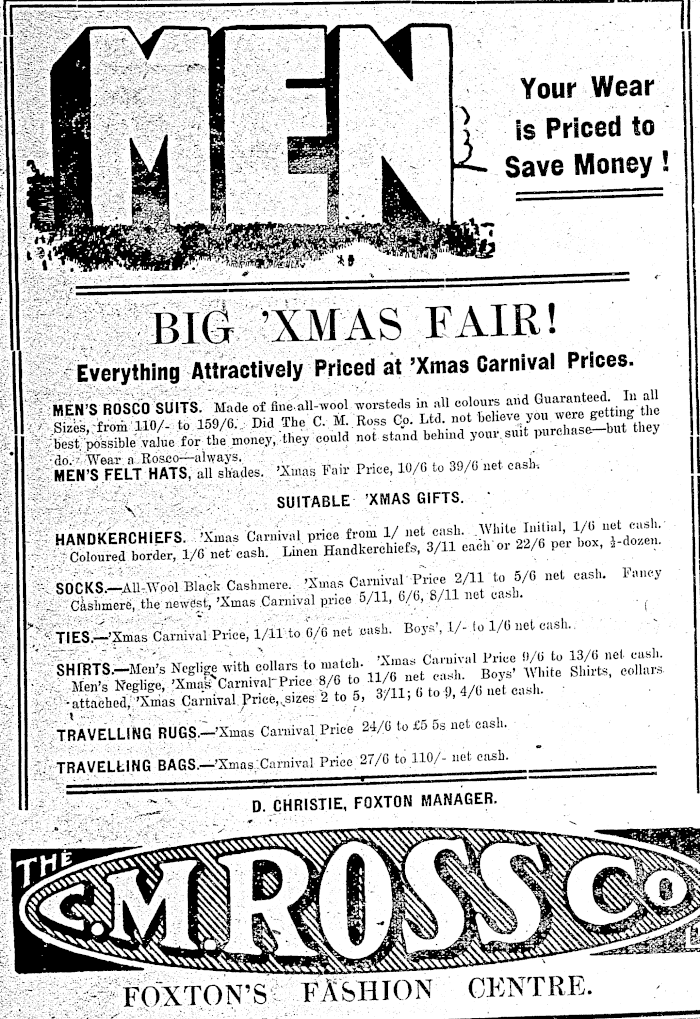 MEN
Your Wear
is Priced to
Save Money !
BIG 'XMAS FAIR!
Everything Attractively Priced at 'Xmas Carnival Prices.
MEN'S ROSCO SUITS. Made of fine all-wool worsteds in all colours and Guaranteed. In all
Sizes, from 110/- to 159/6. Did The C. M. Ross Co. Ltd. not believe you were getting the
best possible value for the money, they could not stand behind your suit purchase—but they
do. Wear a Rosco—always.
MEN'S FELT HATS, all shades. 'Xmas Fair Price, 10/6 to 39/6 net cash.
SUITABLE 'XMAS GIFTS.
HANDKERCHIEFS. 'Xmas Carnival price from 1/ net cash. White Initial, 1/6 net cash.
Coloured border, 1/6 net cash. Linen Handkerchiefs, 3/11 each or 22/6 per box, ½-dozen.
SOCKS.—All-Wool Black Cashmere. 'Xmas Carnival Price 2/11 to 5/6 net cash. Fancy
Cashmere, the newest, 'Xmas Carnival price 5/11, 6/6, 8/11 net cash.
TIES.—'Xmas Carnival Price, 1/11 to 6/6 net cash. Boys', 1/- to 1/6 net cash.
SHIRTS.—Men's Neglige with collars to match. 'Xmas Carnival Price 9/6 to 13/6 net cash.
Men's Neglige, 'Xmas Carnival Price 8/6 to 11/6 net cash. Boys' White Shirts, collars
attached, 'Xmas Carnival Price, sizes 2 to 5, 3/11; 6 to 9, 4/6 net cash.
TRAVELLING RUGS.—'Xmas Carnival Price 24/6 to £5 5s net cash.
TRAVELLING BAGS.—'Xmas Carnival Price 27/6 to 110/- net cash.
D. CHRISTIE, FOXTON MANAGER.
THE
C.M.ROSS Co
FOXTON'S FASHION CENTRE.